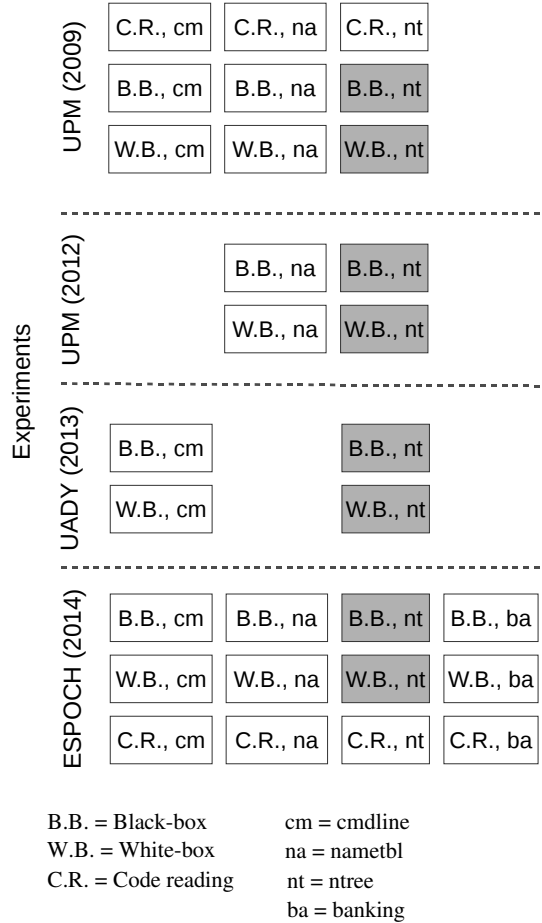 Experiments
UPM (2009)
C.R., cm C.R., na C.R., nt
B.B., cm B.B., na B.B., nt
W.B., cm W.B., na W.B., nt
UPM (2012)
B.B., na B.B., nt
W.B., na W.B., nt
UADY (2013)
B.B., cm B.B., nt
W.B., cm W.B., nt
ESPOCH (2014)
B.B., cm B.B., na B.B., nt B.B., ba
W.B., cm W.B., na W.B., nt W.B., ba
C.R., cm C.R., na C.R., nt C.R., ba
B.B. = Black-box cm = cmdline
W.B. = White-box na = nametbl
C.R. = Code reading nt = ntree
ba = banking